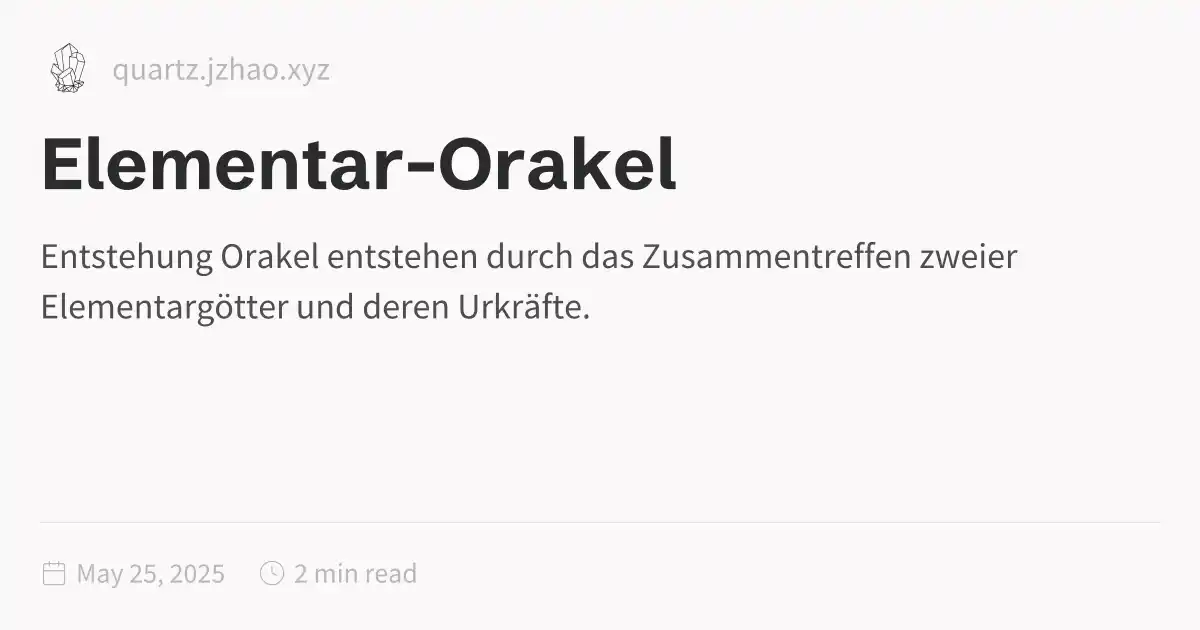 quartz.jzhao.xyz
Elementar-Orakel
Entstehung Orakel entstehen durch das Zusammentreffen zweier
Elementargötter und deren Urkräfte.
May 25, 2025 2 min read